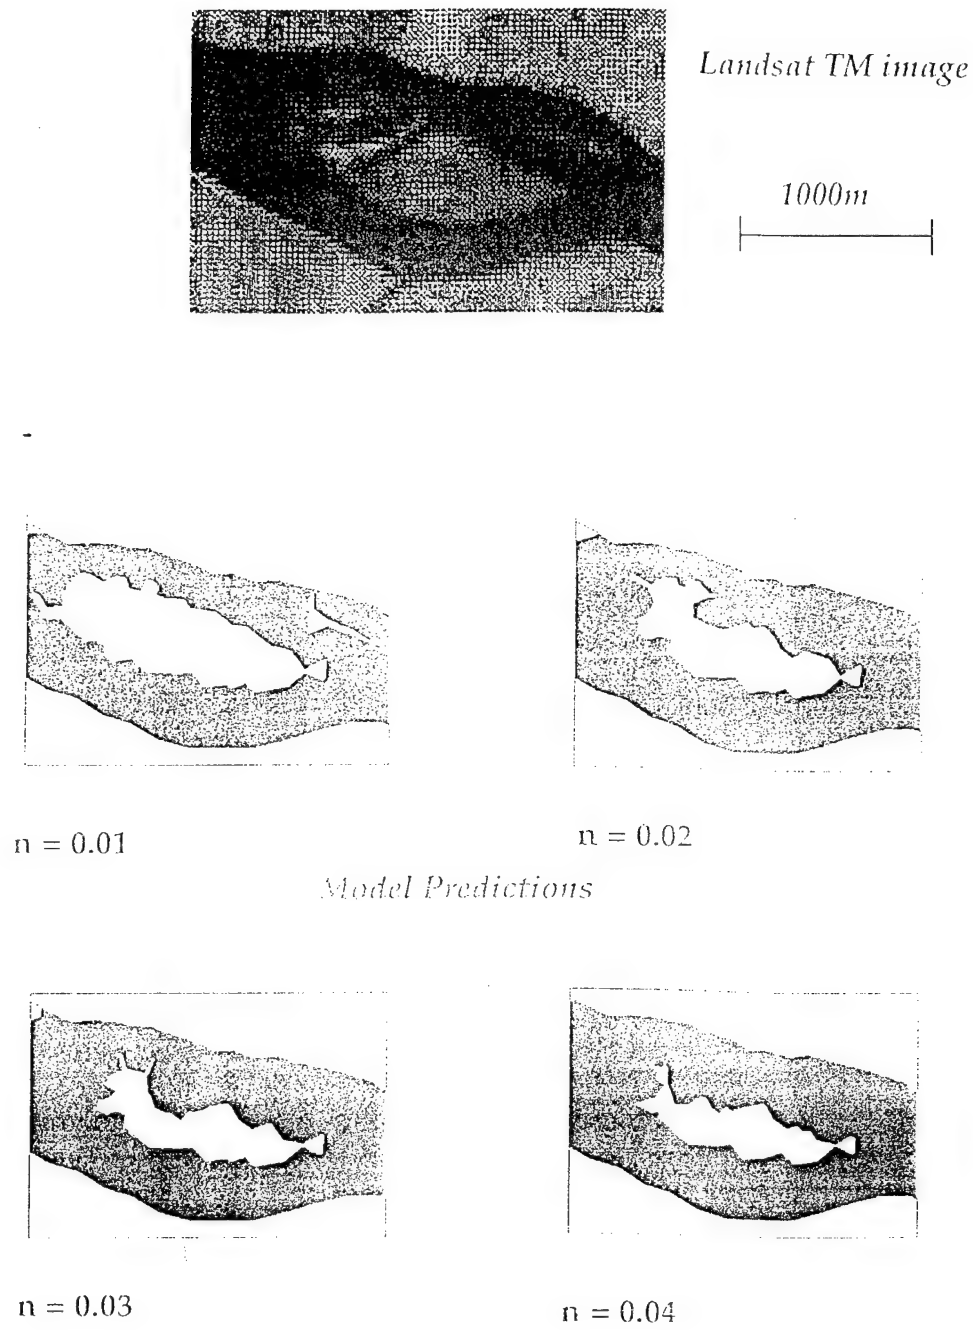 Landsat TM image
1000m
n = 0.01
n = 0.02
Model Predictions
n = 0.03
n = 0.04